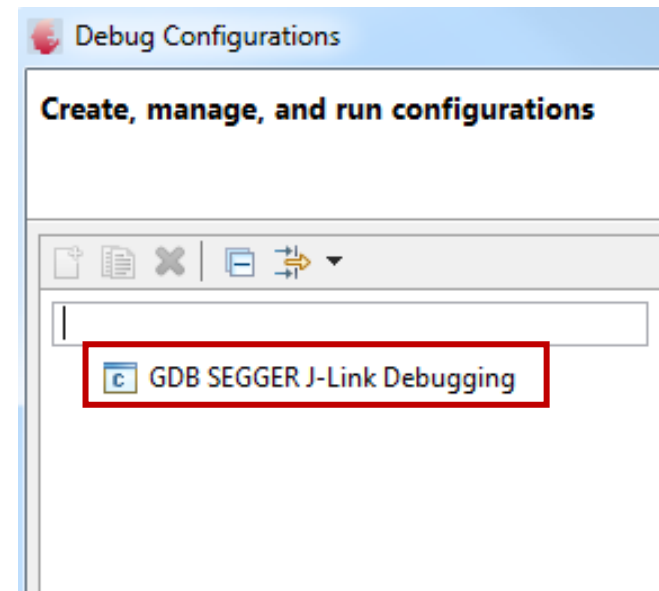 Debug Configurations
Create, manage, and run configurations
c GDB SEGGER J-Link Debugging